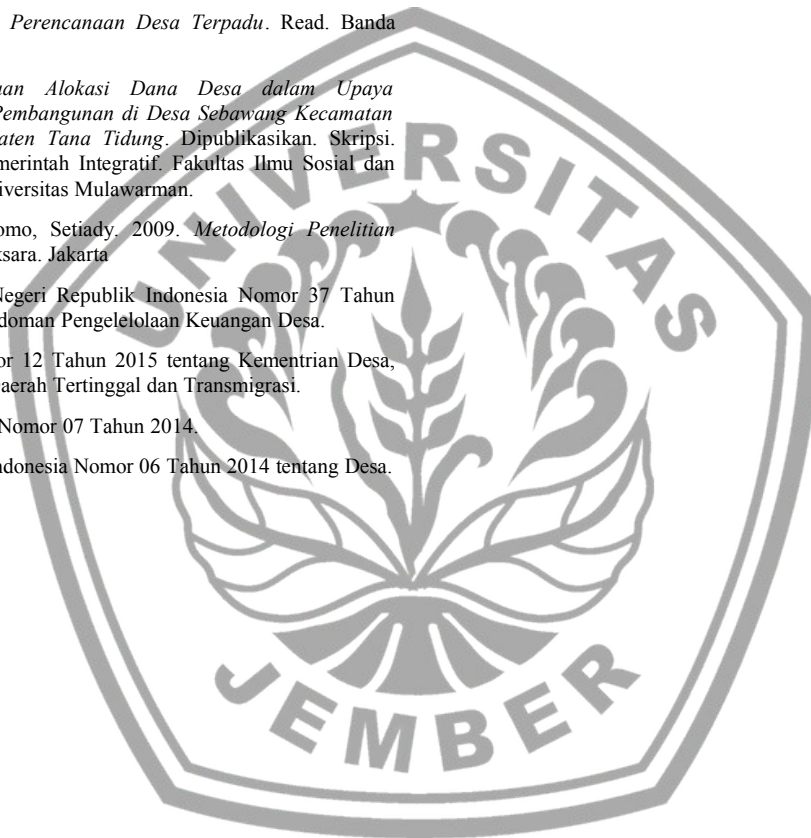 Perencanaan Desa Terpadu. Read. Banda
uan Alokasi Dana Desa dalam Upaya
Pembangunan di Desa Sebawang Kecamatan
aten Tana Tidung. Dipublikasikan. Skripsi.
merintah Integratif. Fakultas Ilmu Sosial dan
iversitas Mulawarman.
omo, Setiady. 2009. Metodologi Penelitian
ksara. Jakarta
Negeri Republik Indonesia Nomor 37 Tahun
doman Pengelelolaan Keuangan Desa.
or 12 Tahun 2015 tentang Kementrian Desa,
aerah Tertinggal dan Transmigrasi.
Nomor 07 Tahun 2014.
ndonesia Nomor 06 Tahun 2014 tentang Desa.
UNIVERSITAS
JEMBER